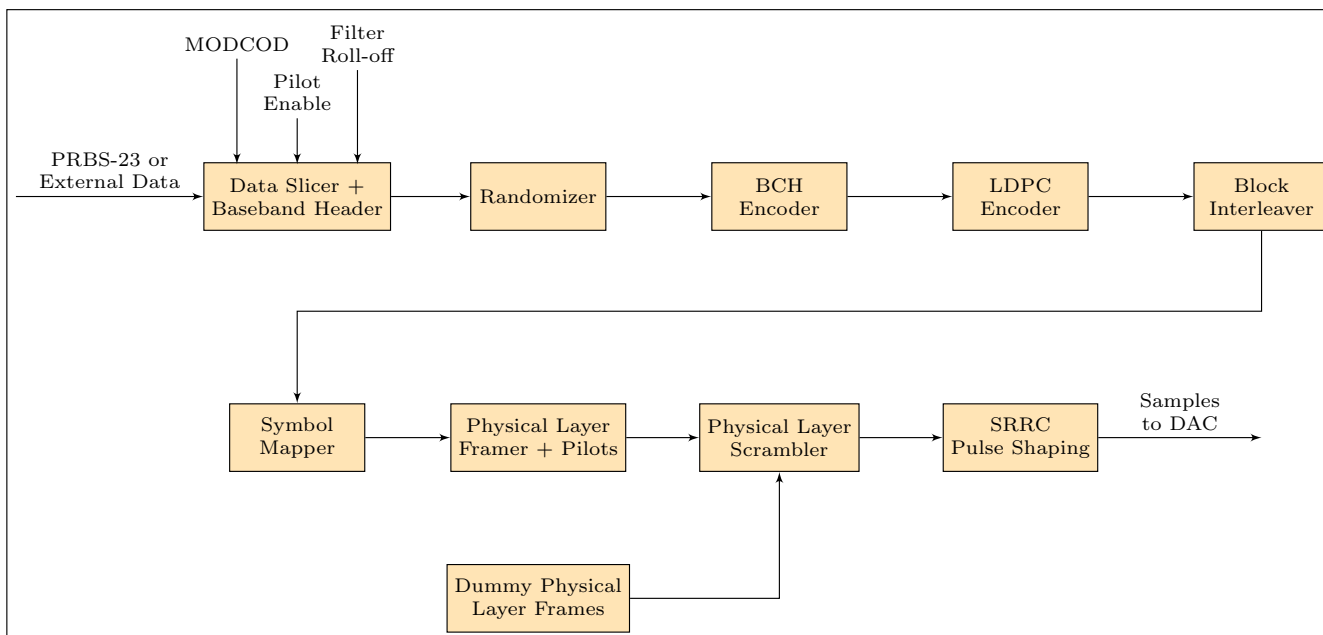 MODCOD
Pilot
Enable
Filter
Roll-off
PRBS-23 or
External Data
Data Slicer +
Baseband Header
Randomizer
BCH
Encoder
LDPC
Encoder
Block
Interleaver
Symbol
Mapper
Physical Layer
Framer + Pilots
Physical Layer
Scrambler
SRRC
Pulse Shaping
Samples
to DAC
Dummy Physical
Layer Frames